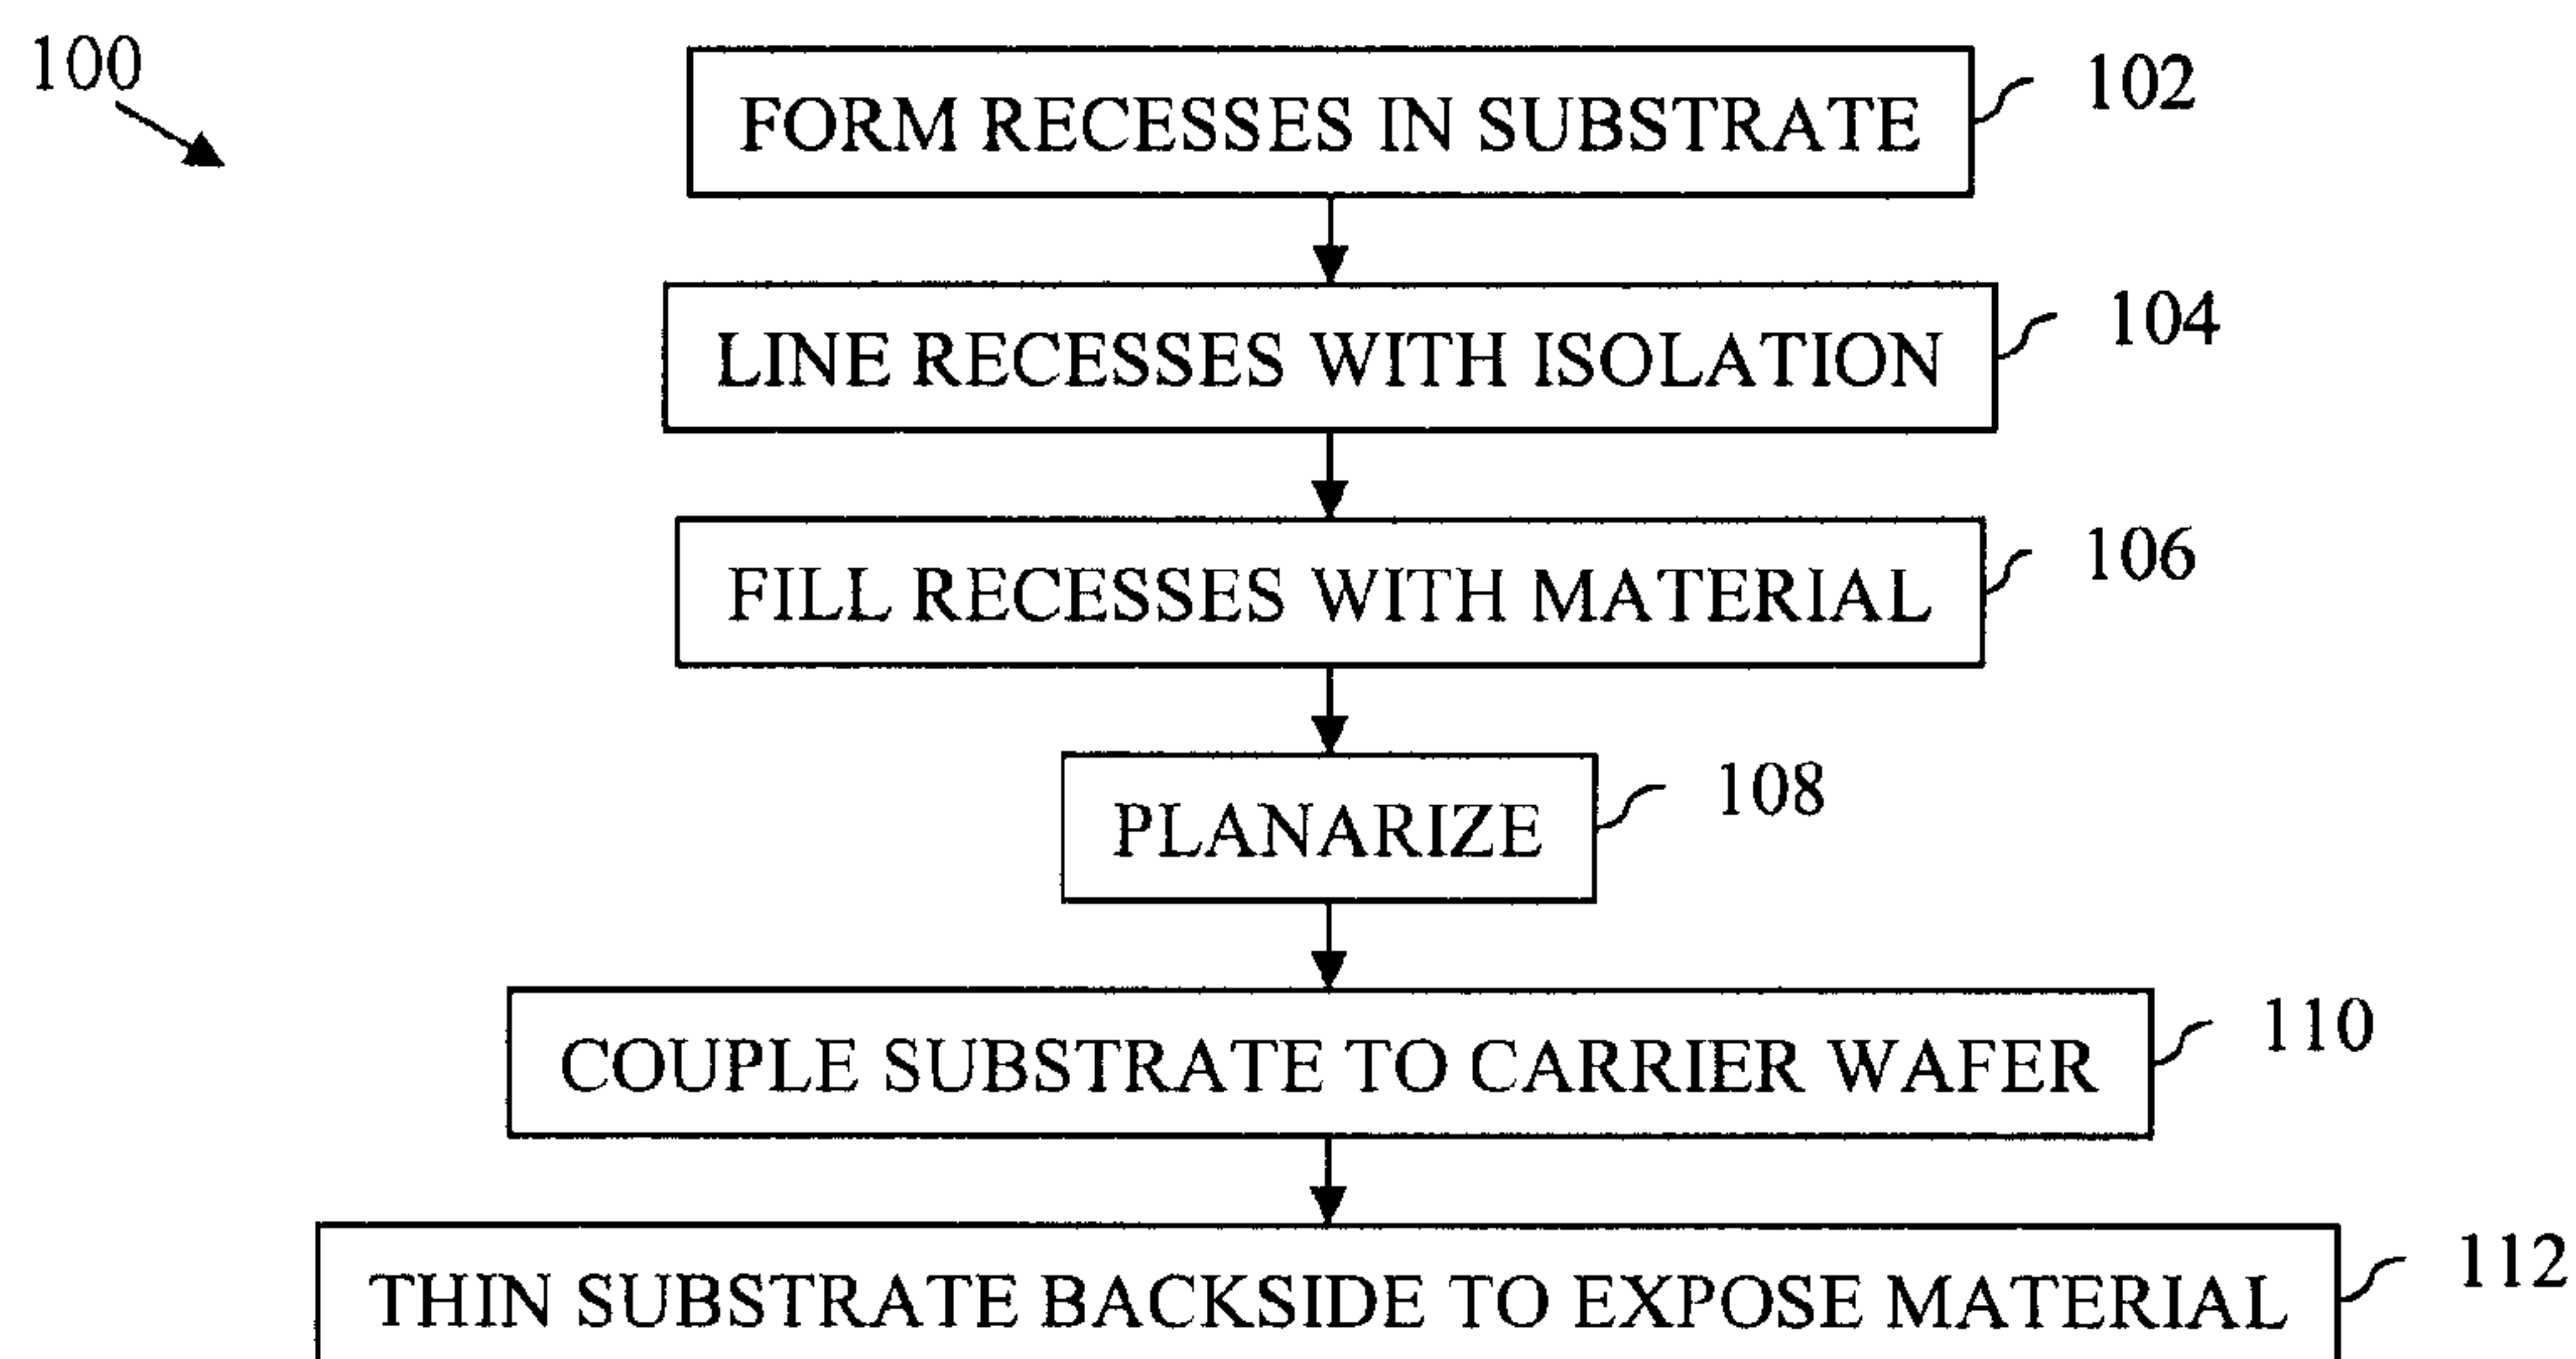 100
FORM RECESSES IN SUBSTRATE 102
LINE RECESSES WITH ISOLATION 104
FILL RECESSES WITH MATERIAL 106
PLANARIZE 108
COUPLE SUBSTRATE TO CARRIER WAFER 110
THIN SUBSTRATE BACKSIDE TO EXPOSE MATERIAL 112